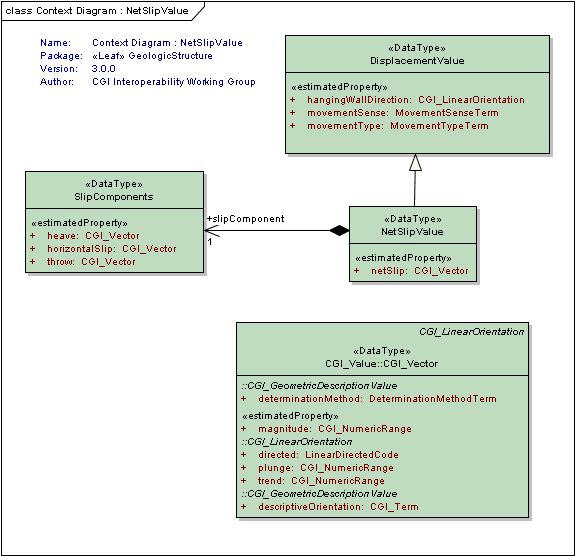 class Context Diagram : NetSlipValue
Name: Context Diagram : NetSlipValue
Package: «Leaf» GeologicStructure
Version: 3.0.0
Author: CGI Interoperability Working Group
«DataType»
DisplacementValue
«estimatedProperty»
+ hangingWallDirection: CGI_LinearOrientation
+ movementSense: MovementSenseTerm
+ movementType: MovementTypeTerm
«DataType»
SlipComponents
«estimatedProperty»
+ heave: CGI_Vector
+ horizontalSlip: CGI_Vector
+ throw: CGI_Vector
+slipComponent
1
«DataType»
NetSlipValue
«estimatedProperty»
+ netSlip: CGI_Vector
CGI_LinearOrientation
«DataType»
CGI_Value::CGI_Vector
::CGI_GeometricDescriptionValue
+ determinationMethod: DeterminationMethodTerm
«estimatedProperty»
+ magnitude: CGI_NumericRange
::CGI_LinearOrientation
+ directed: LinearDirectedCode
+ plunge: CGI_NumericRange
+ trend: CGI_NumericRange
::CGI_GeometricDescriptionValue
+ descriptiveOrientation: CGI_Term